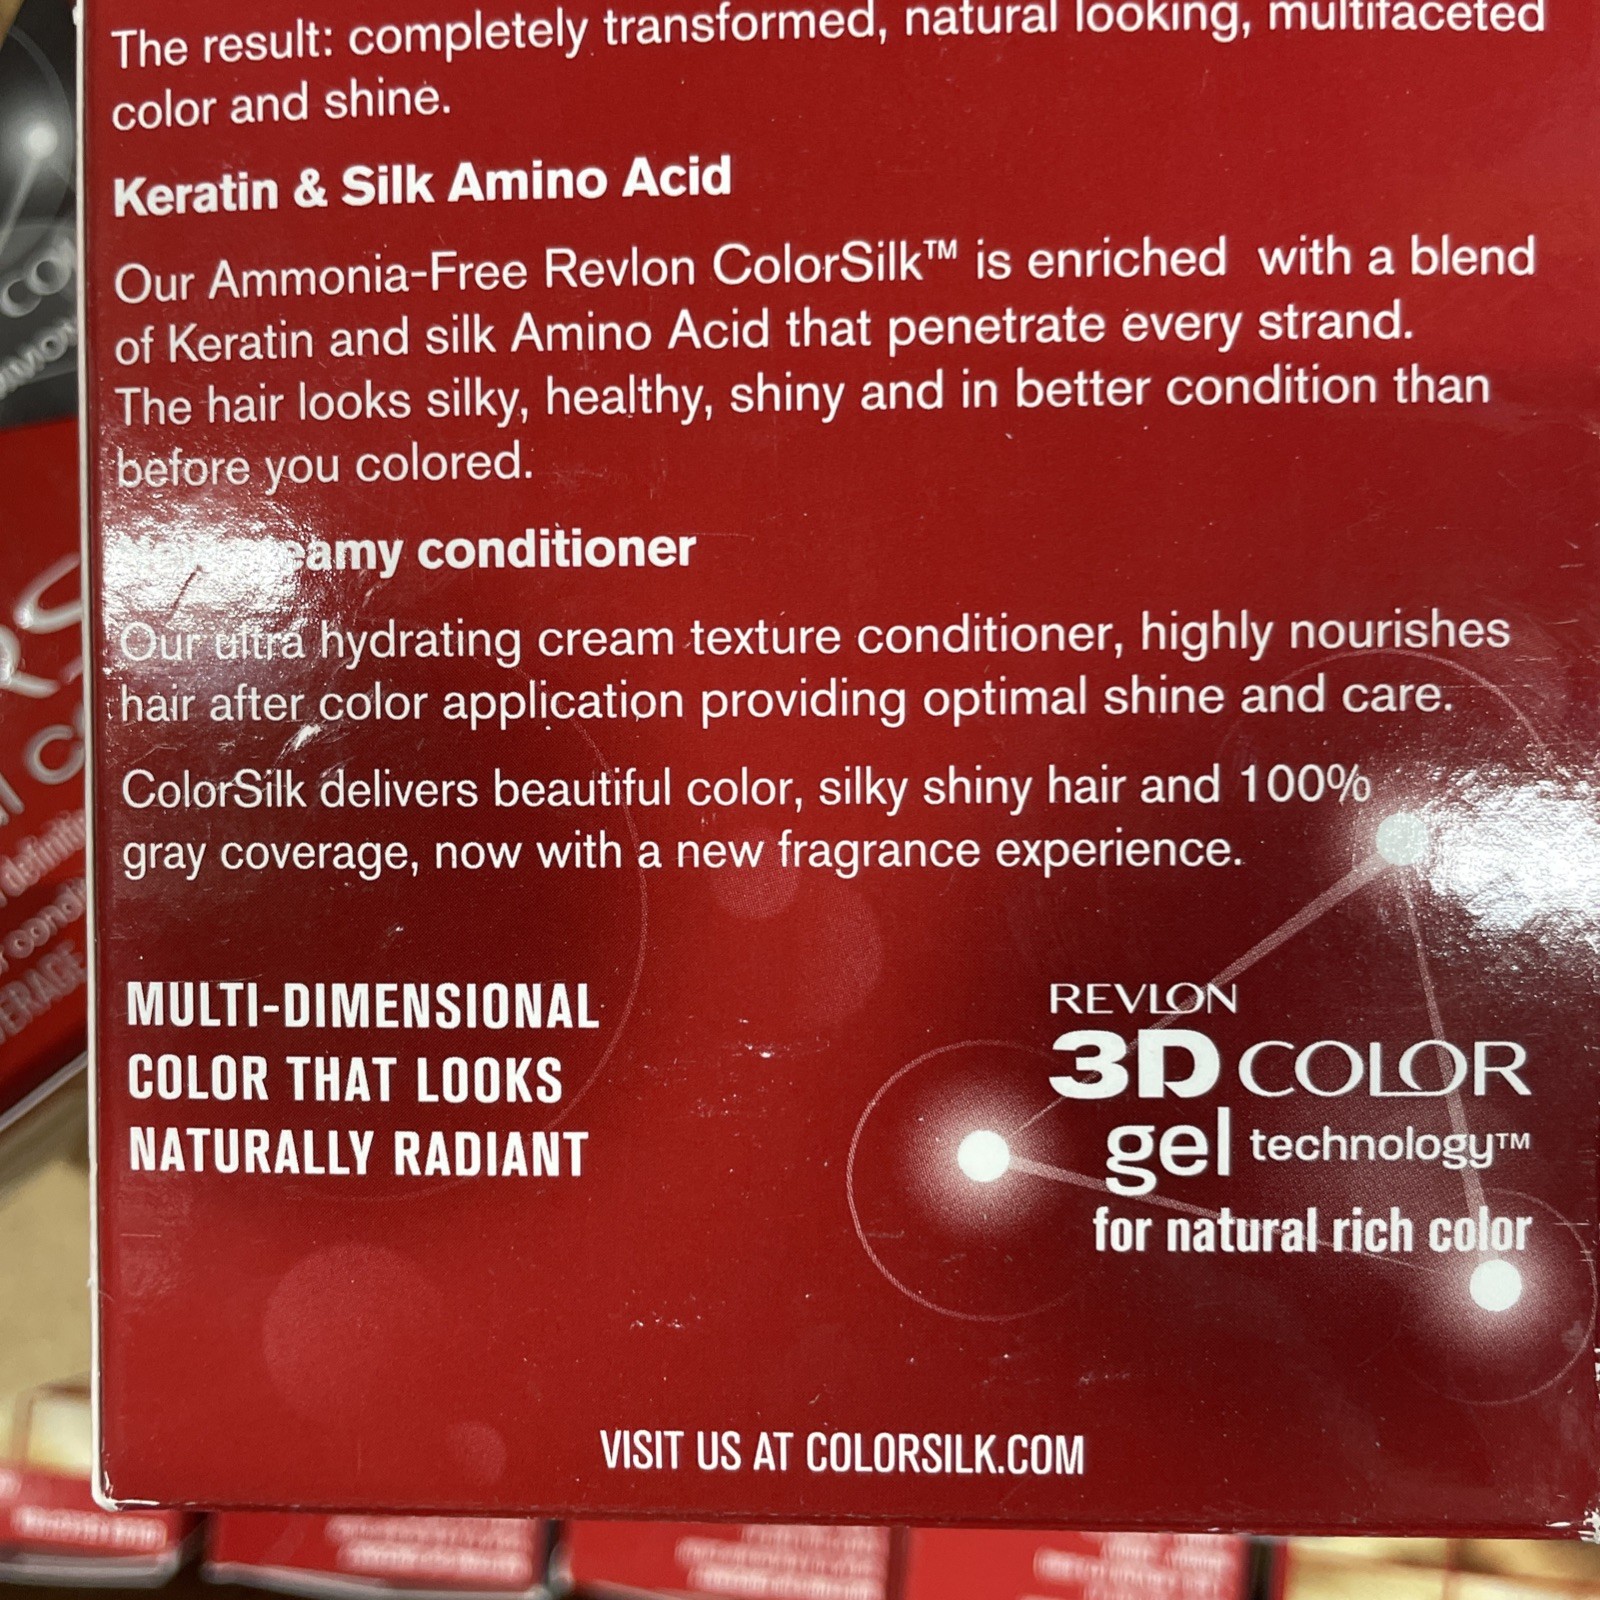 The result: completely transformed, natural looking, multifaceted
color and shine.
Keratin & Silk Amino Acid
Our Ammonia-Free Revlon ColorSilk™ is enriched with a blend
of Keratin and silk Amino Acid that penetrate every strand.
The hair looks silky, healthy, shiny and in better condition than
before you colored.
conditioner
Our ultra hydrating cream texture conditioner, highly nourishes
hair after color application providing optimal shine and care.
ColorSilk delivers beautiful color, silky shiny hair and 100%
gray coverage, now with a new fragrance experience.
MULTI-DIMENSIONAL
COLOR THAT LOOKS
NATURALLY RADIANT
REVLON
3D COLOR
gel technology™
for natural rich color
VISIT US AT COLORSILK.COM